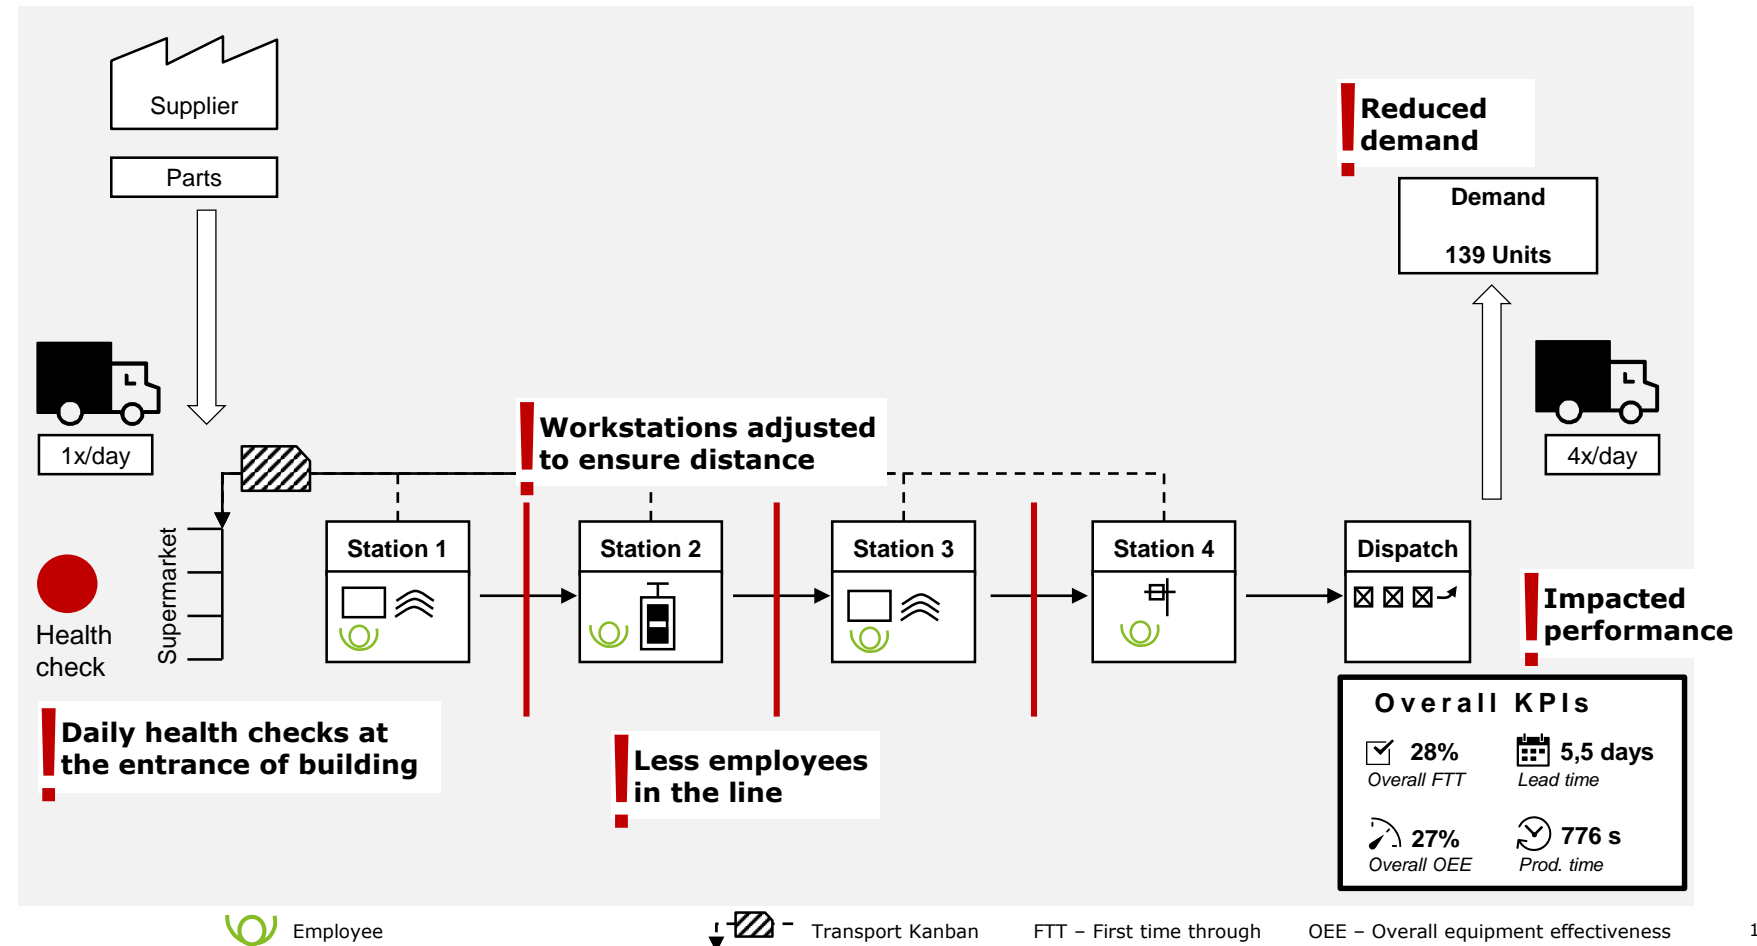 Supplier
Parts
1x/day
Reduced
demand
Demand
139 Units
4x/day
Workstations adjusted
to ensure distance
Supermarket
Health
check
Station 1
Station 2
Station 3
Station 4
Dispatch
Daily health checks at
the entrance of building
Less employees
in the line
Impacted
performance
Overall KPIs
28%
Overall FTT
5,5 days
Lead time
27%
Overall OEE
776 s
Prod. time
Employee
Transport Kanban
FTT – First time through
OEE – Overall equipment effectiveness
1